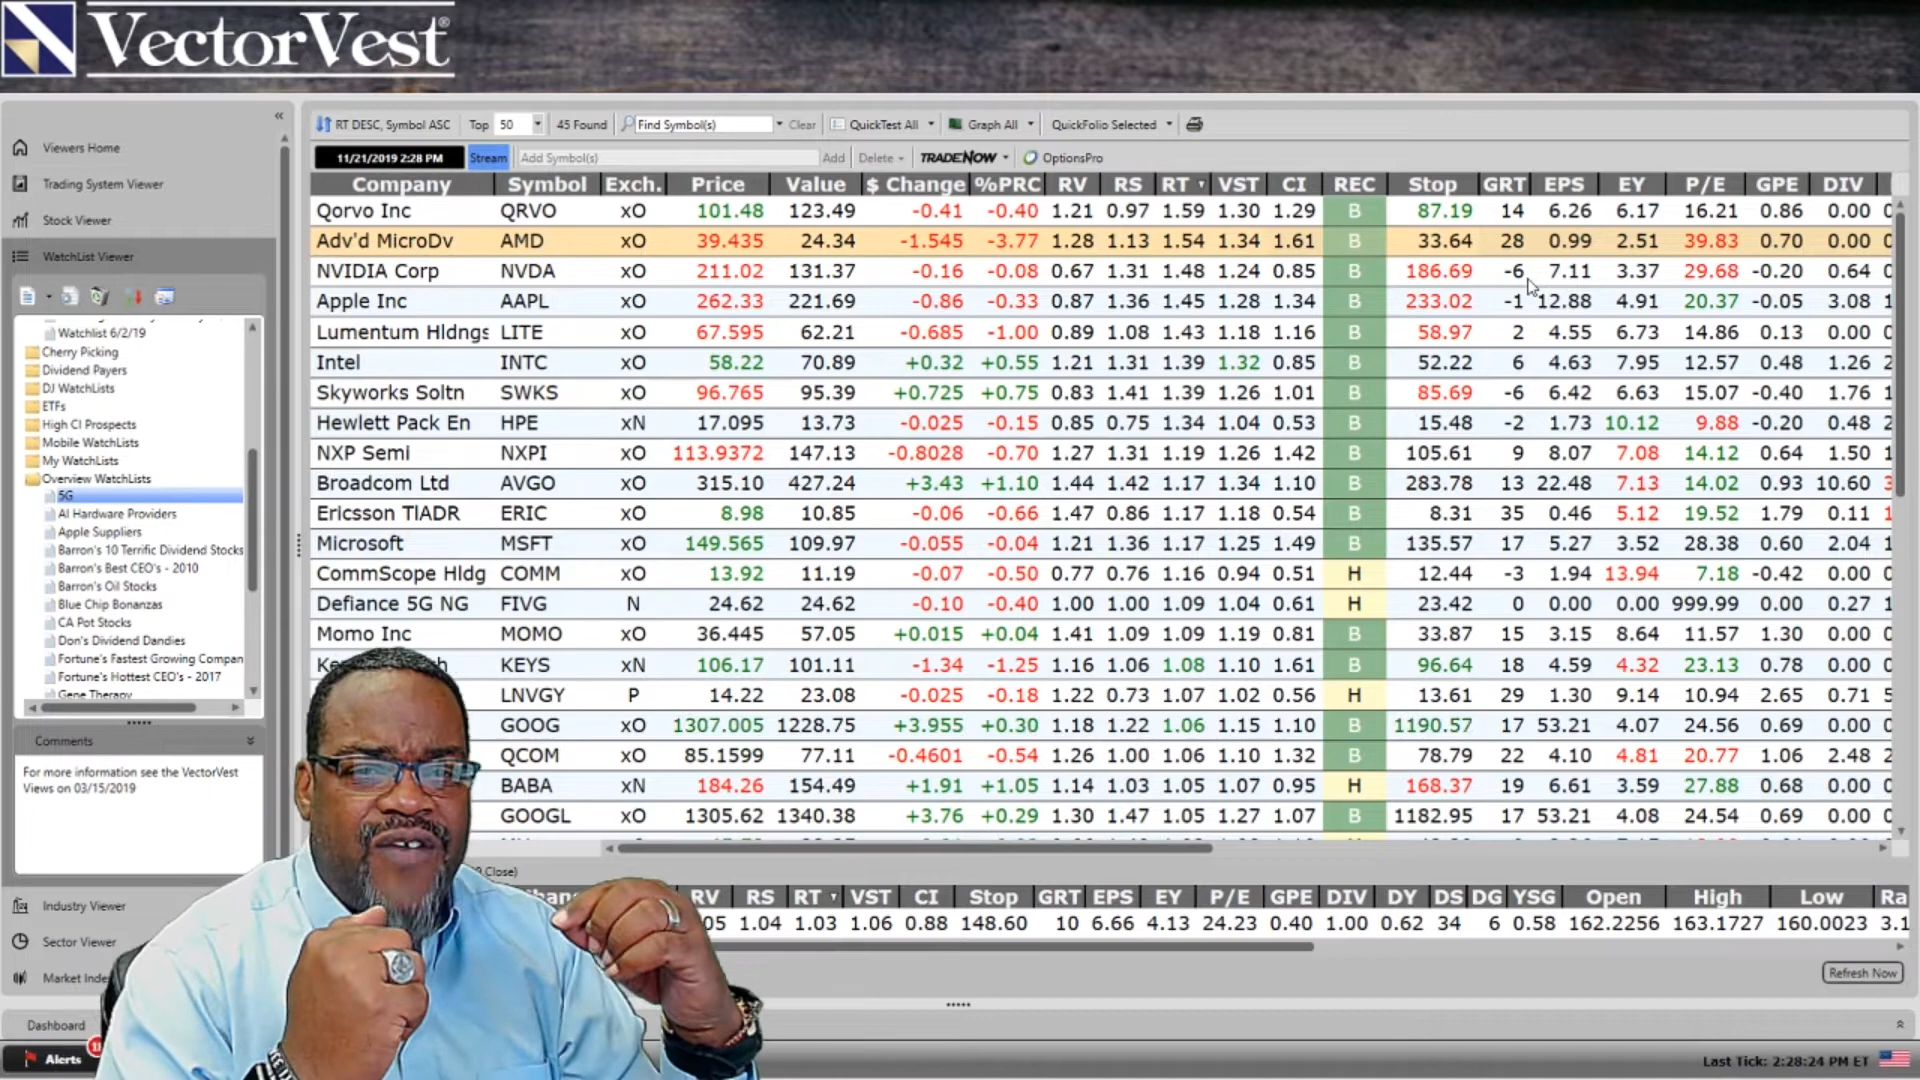 VectorVest®
RT DESC, Symbol ASC Top 50 45 Found Find Symbol(s) Clear QuickTest All Graph All QuickFolio Selected
11/21/2019 2:28 PM Stream Add Symbol(s) Add Delete TRADENOW OptionsPro
Viewers Home
Trading System Viewer
Stock Viewer
WatchList Viewer
Watchlist 6/2/19
Cherry Picking
Dividend Payers
DJ WatchLists
ETFs
High CI Prospects
Mobile WatchLists
My WatchLists
Overview WatchLists
5G
AI Hardware Providers
Apple Suppliers
Barron's 10 Terrific Dividend Stocks
Barron's Best CEO's - 2010
Barron's Oil Stocks
Blue Chip Bonanzas
CA Pot Stocks
Don's Dividend Dandies
Fortune's Fastest Growing Compan
Fortune's Hottest CEO's - 2017
Gene Therapy
Comments
For more information see the VectorVest
Views on 03/15/2019
Industry Viewer
Sector Viewer
Market Inde
Dashboard
Alerts
Company Symbol Exch. Price Value $ Change %PRC RV RS RT VST CI REC Stop GRT EPS EY P/E GPE DIV
Qorvo Inc QRVO xO 101.48 123.49 -0.41 -0.40 1.21 0.97 1.59 1.30 1.29 B 87.19 14 6.26 6.17 16.21 0.86 0.00
Adv'd MicroDv AMD xO 39.435 24.34 -1.545 -3.77 1.28 1.13 1.54 1.34 1.61 B 33.64 28 0.99 2.51 39.83 0.70 0.00
NVIDIA Corp NVDA xO 211.02 131.37 -0.16 -0.08 0.67 1.31 1.48 1.24 0.85 B 186.69 -6 7.11 3.37 29.68 -0.20 0.64
Apple Inc AAPL xO 262.33 221.69 -0.86 -0.33 0.87 1.36 1.45 1.28 1.34 B 233.02 -1 12.88 4.91 20.37 -0.05 3.08
Lumentum Hldngs LITE xO 67.595 62.21 -0.685 -1.00 0.89 1.08 1.43 1.18 1.16 B 58.97 2 4.55 6.73 14.86 0.13 0.00
Intel INTC xO 58.22 70.89 +0.32 +0.55 1.21 1.31 1.39 1.32 0.85 B 52.22 6 4.63 7.95 12.57 0.48 1.26
Skyworks Soltn SWKS xO 96.765 95.39 +0.725 +0.75 0.83 1.41 1.39 1.26 1.01 B 85.69 -6 6.42 6.63 15.07 -0.40 1.76
Hewlett Pack En HPE xN 17.095 13.73 -0.025 -0.15 0.85 0.75 1.34 1.04 0.53 B 15.48 -2 1.73 10.12 9.88 -0.20 0.48
NXP Semi NXPI xO 113.9372 147.13 -0.8028 -0.70 1.27 1.31 1.19 1.26 1.42 B 105.61 9 8.07 7.08 14.12 0.64 1.50
Broadcom Ltd AVGO xO 315.10 427.24 +3.43 +1.10 1.44 1.42 1.17 1.34 1.10 B 283.78 13 22.48 7.13 14.02 0.93 10.60
Ericsson TlADR ERIC xO 8.98 10.85 -0.06 -0.66 1.47 0.86 1.17 1.18 0.54 B 8.31 35 0.46 5.12 19.52 1.79 0.11
Microsoft MSFT xO 149.565 109.97 -0.055 -0.04 1.21 1.36 1.17 1.25 1.49 B 135.57 17 5.27 3.52 28.38 0.60 2.04
CommScope Hldg COMM xO 13.92 11.19 -0.07 -0.50 0.77 0.76 1.16 0.94 0.51 H 12.44 -3 1.94 13.94 7.18 -0.42 0.00
Defiance 5G NG FIVG N 24.62 24.62 -0.10 -0.40 1.00 1.00 1.09 1.04 0.61 H 23.42 0 0.00 0.00 999.99 0.00 0.27
Momo Inc MOMO xO 36.445 57.05 +0.015 +0.04 1.41 1.09 1.09 1.19 0.81 B 33.87 15 3.15 8.64 11.57 1.30 0.00
KEYS xN 106.17 101.11 -1.34 -1.25 1.16 1.06 1.08 1.10 1.61 B 96.64 18 4.59 4.32 23.13 0.78 0.00
LNVGY P 14.22 23.08 -0.025 -0.18 1.22 0.73 1.07 1.02 0.56 H 13.61 29 1.30 9.14 10.94 2.65 0.71
GOOG xO 1307.005 1228.75 +3.955 +0.30 1.18 1.22 1.06 1.15 1.10 B 1190.57 17 53.21 4.07 24.56 0.69 0.00
QCOM xO 85.1599 77.11 -0.4601 -0.54 1.26 1.00 1.06 1.10 1.32 B 78.79 22 4.10 4.81 20.77 1.06 2.48
BABA xN 184.26 154.49 +1.91 +1.05 1.14 1.03 1.05 1.07 0.95 H 168.37 19 6.61 3.59 27.88 0.68 0.00
GOOGL xO 1305.62 1340.38 +3.76 +0.29 1.30 1.47 1.05 1.27 1.07 B 1182.95 17 53.21 4.08 24.54 0.69 0.00
Close)
RV RS RT VST CI Stop GRT EPS EY P/E GPE DIV DY DS DG YSG Open High Low Ra
05 1.04 1.03 1.06 0.88 148.60 10 6.66 4.13 24.23 0.40 1.00 0.62 34 6 0.58 162.2256 163.1727 160.0023 3.1
Refresh Now
Last Tick: 2:28:24 PM ET